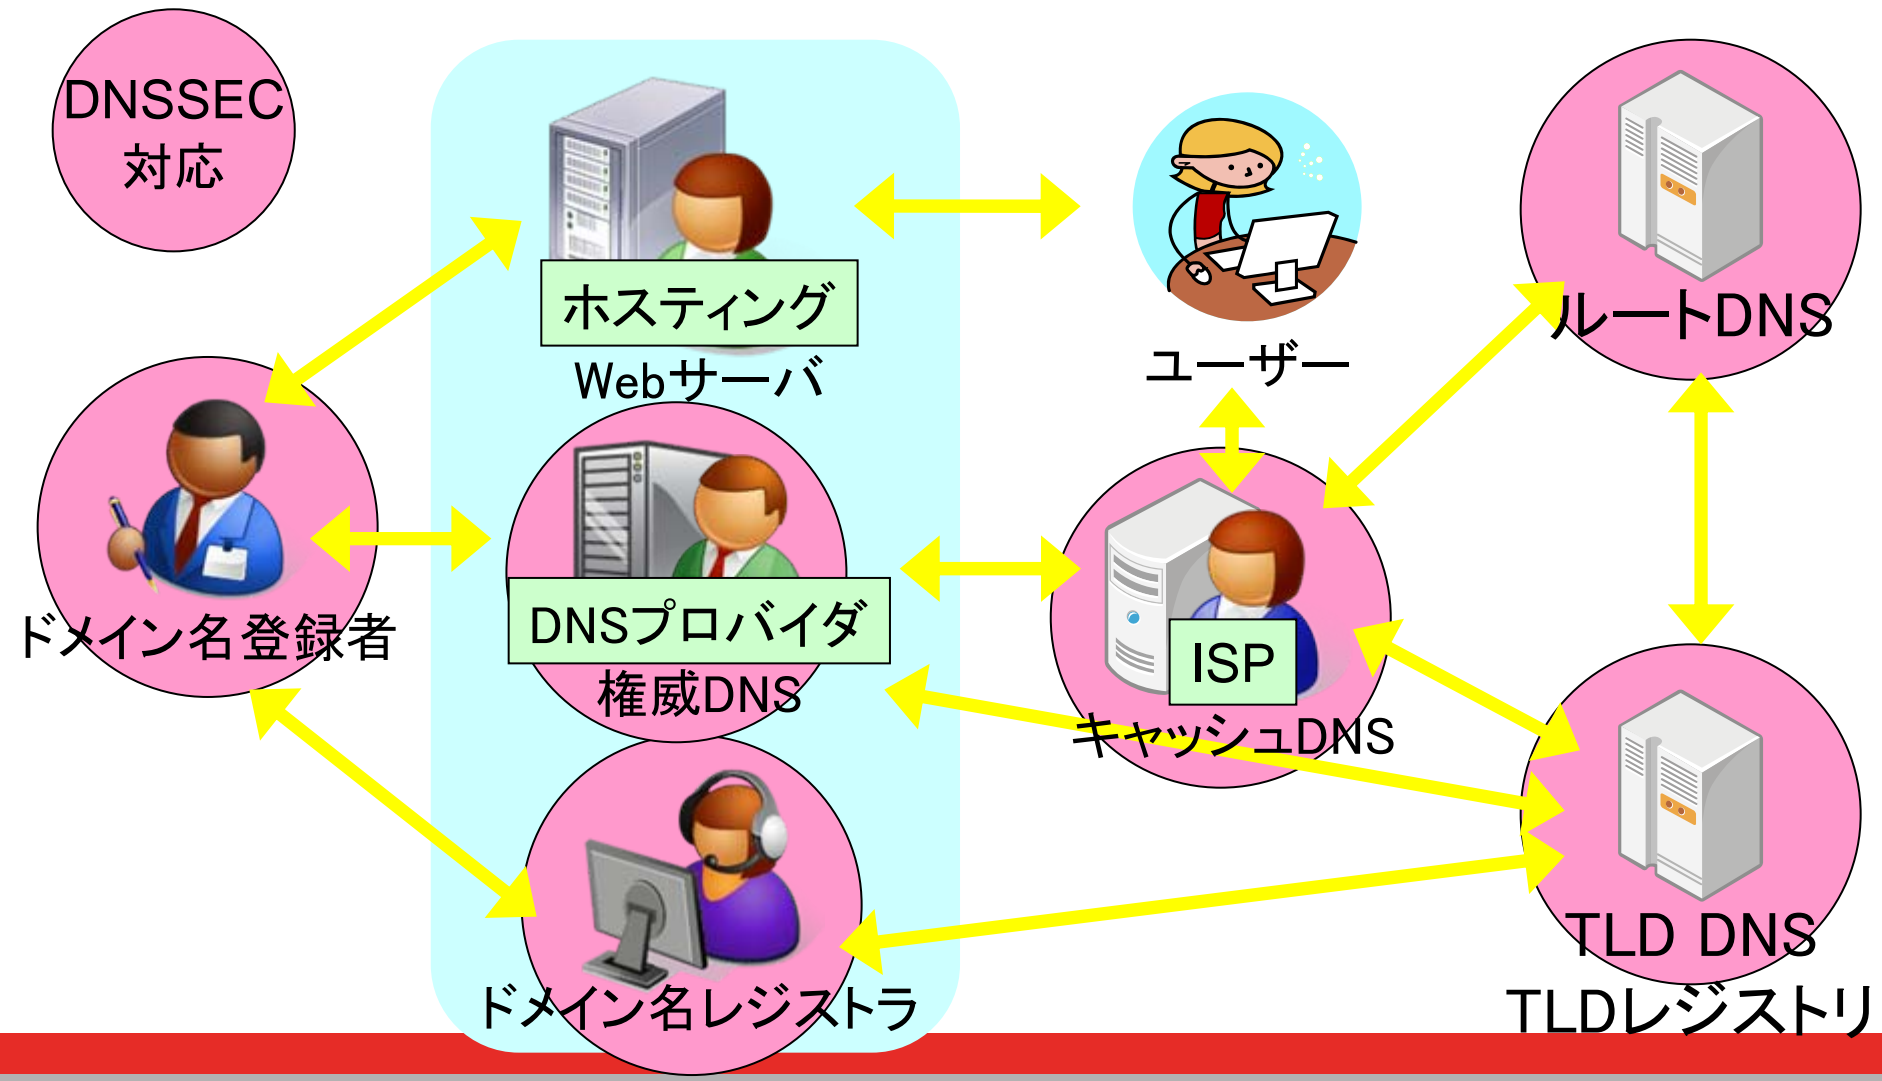 DNSSEC
対応
ホスティング
Webサーバ
ユーザー
ルートDNS
ドメイン名登録者
DNSプロバイダ
権威DNS
ISP
キャッシュDNS
ドメイン名レジストラ
TLD DNS
TLDレジストリ